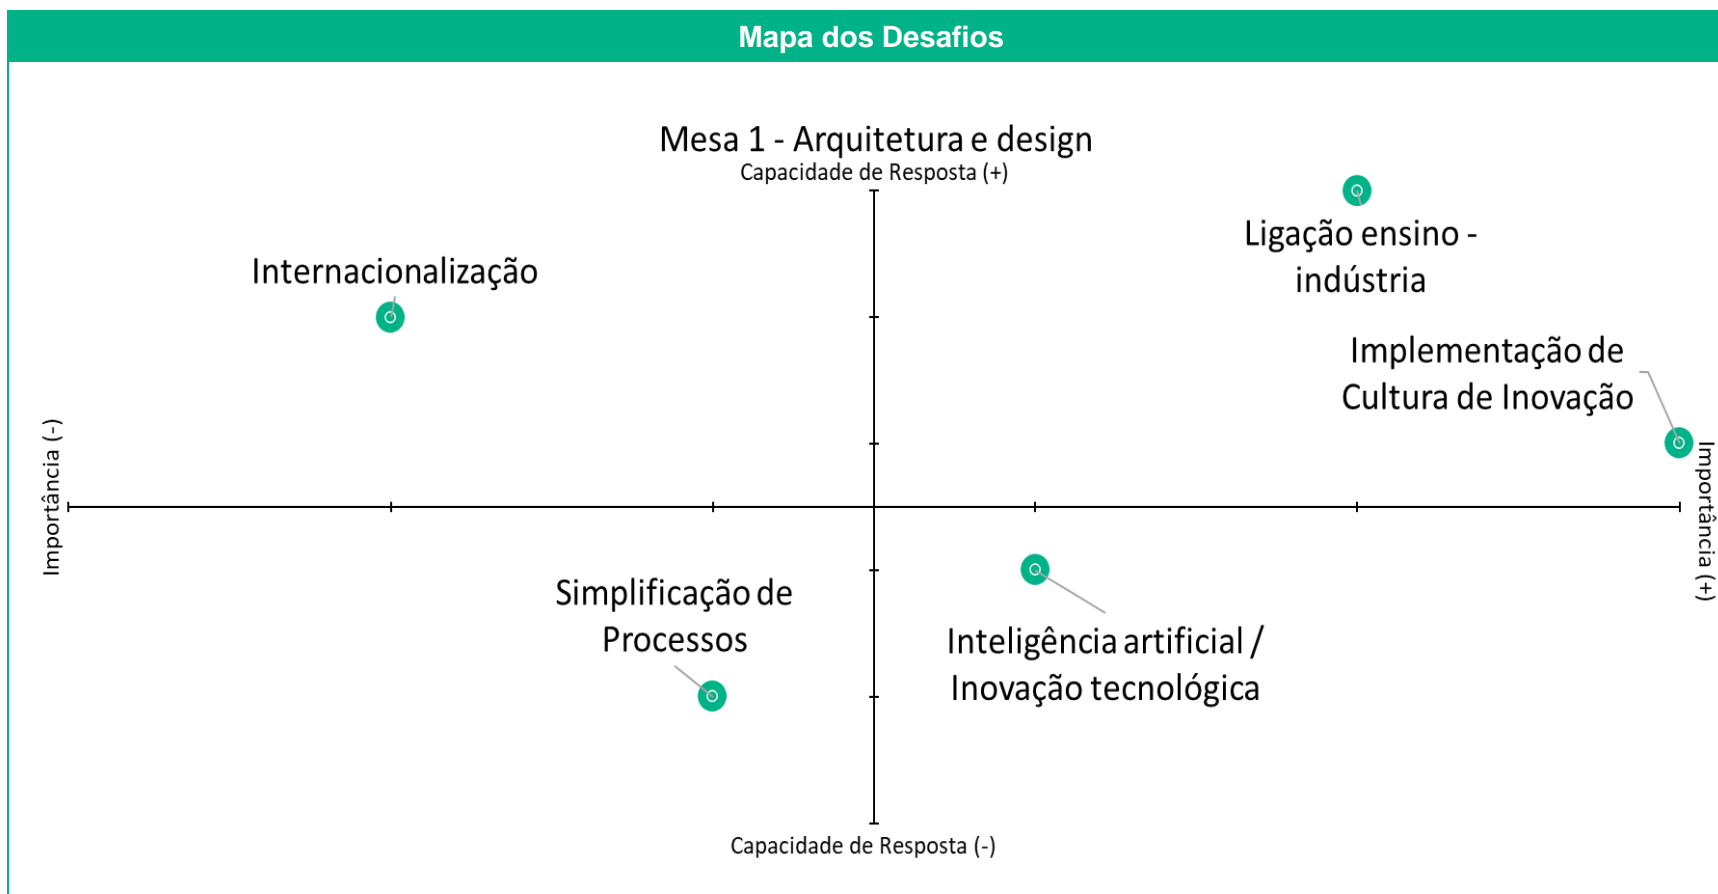 Mapa dos Desafios
Mesa 1 - Arquitetura e design
Capacidade de Resposta (+)
Ligação ensino -
indústria
Internacionalização
Implementação de
Cultura de Inovação
Importância (-)
Importância (+)
Simplificação de
Processos
Inteligência artificial /
Inovação tecnológica
Capacidade de Resposta (-)